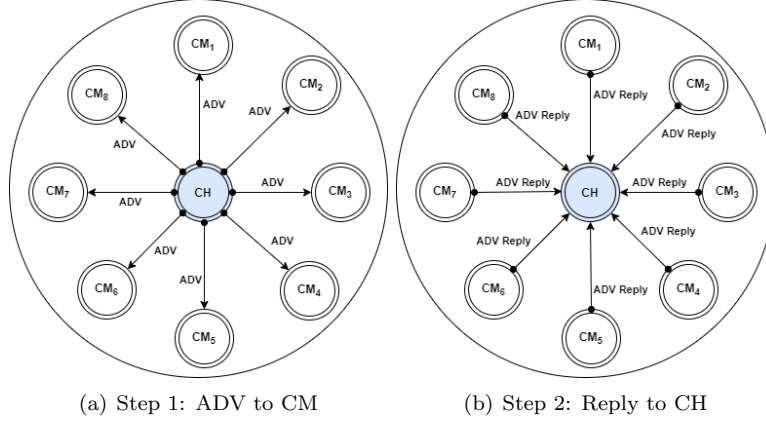 CM1
CM2
CM3
CM4
CM5
CM6
CM7
CM8
CH
ADV
ADV
ADV
ADV
ADV
ADV
ADV
ADV
(a) Step 1: ADV to CM
CM1
CM2
CM3
CM4
CM5
CM6
CM7
CM8
CH
ADV Reply
ADV Reply
ADV Reply
ADV Reply
ADV Reply
ADV Reply
ADV Reply
ADV Reply
(b) Step 2: Reply to CH